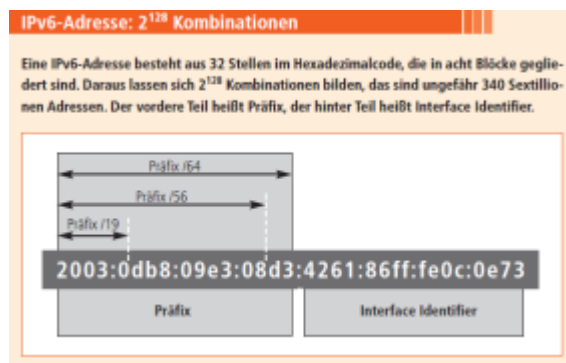 IPv6-Adresse: 2¹²⁸ Kombinationen
Eine IPv6-Adresse besteht aus 32 Stellen im Hexadezimalcode, die in acht Blöcke geglie-
dert sind. Daraus lassen sich 2¹²⁸ Kombinationen bilden, das sind ungefähr 340 Sextillio-
nen Adressen. Der vordere Teil heißt Präfix, der hinter Teil heißt Interface Identifier.
Präfix /64
Präfix /56
Präfix /19
2003:0db8:09e3:08d3:4261:86ff:fe0c:0e73
Präfix
Interface Identifier